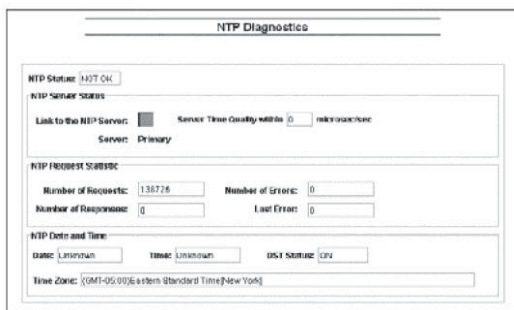 NTP Diagnostics
NTP Status: NOT OK
NTP Server Status
Link to the NTP Server: Server Time Quality within 0 microsec/sec
Server: Primary
NTP Request Statistic
Number of Requests: 138726 Number of Errors: 0
Number of Responses: 0 Last Error: 0
NTP Date and Time
Date: Unknown Time: Unknown DST Status: ON
Time Zone: (GMT-05:00)Eastern Standard Time[New York]